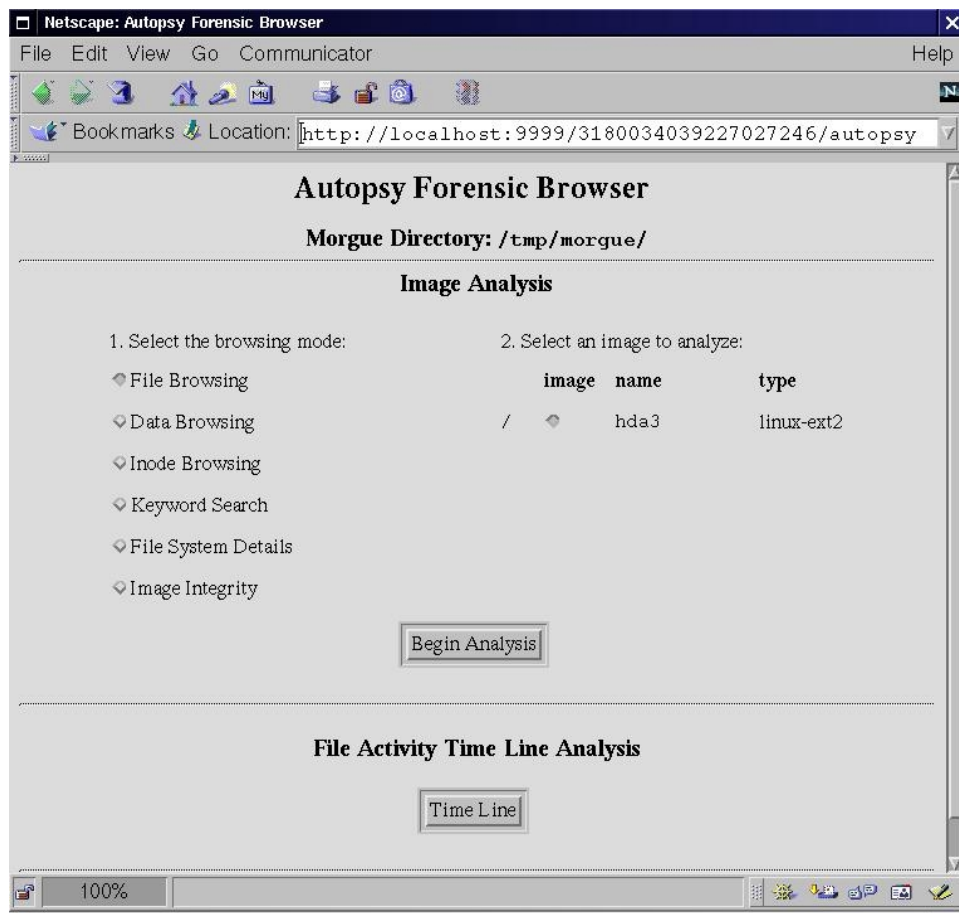 Netscape: Autopsy Forensic Browser
File Edit View Go Communicator Help
My
N
Bookmarks Location: http://localhost:9999/3180034039227027246/autopsy
Autopsy Forensic Browser
Morgue Directory: /tmp/morgue/
Image Analysis
1. Select the browsing mode:
File Browsing
Data Browsing
Inode Browsing
Keyword Search
File System Details
Image Integrity
2. Select an image to analyze:
image name type
/ hda3 linux-ext2
Begin Analysis
File Activity Time Line Analysis
Time Line
100%